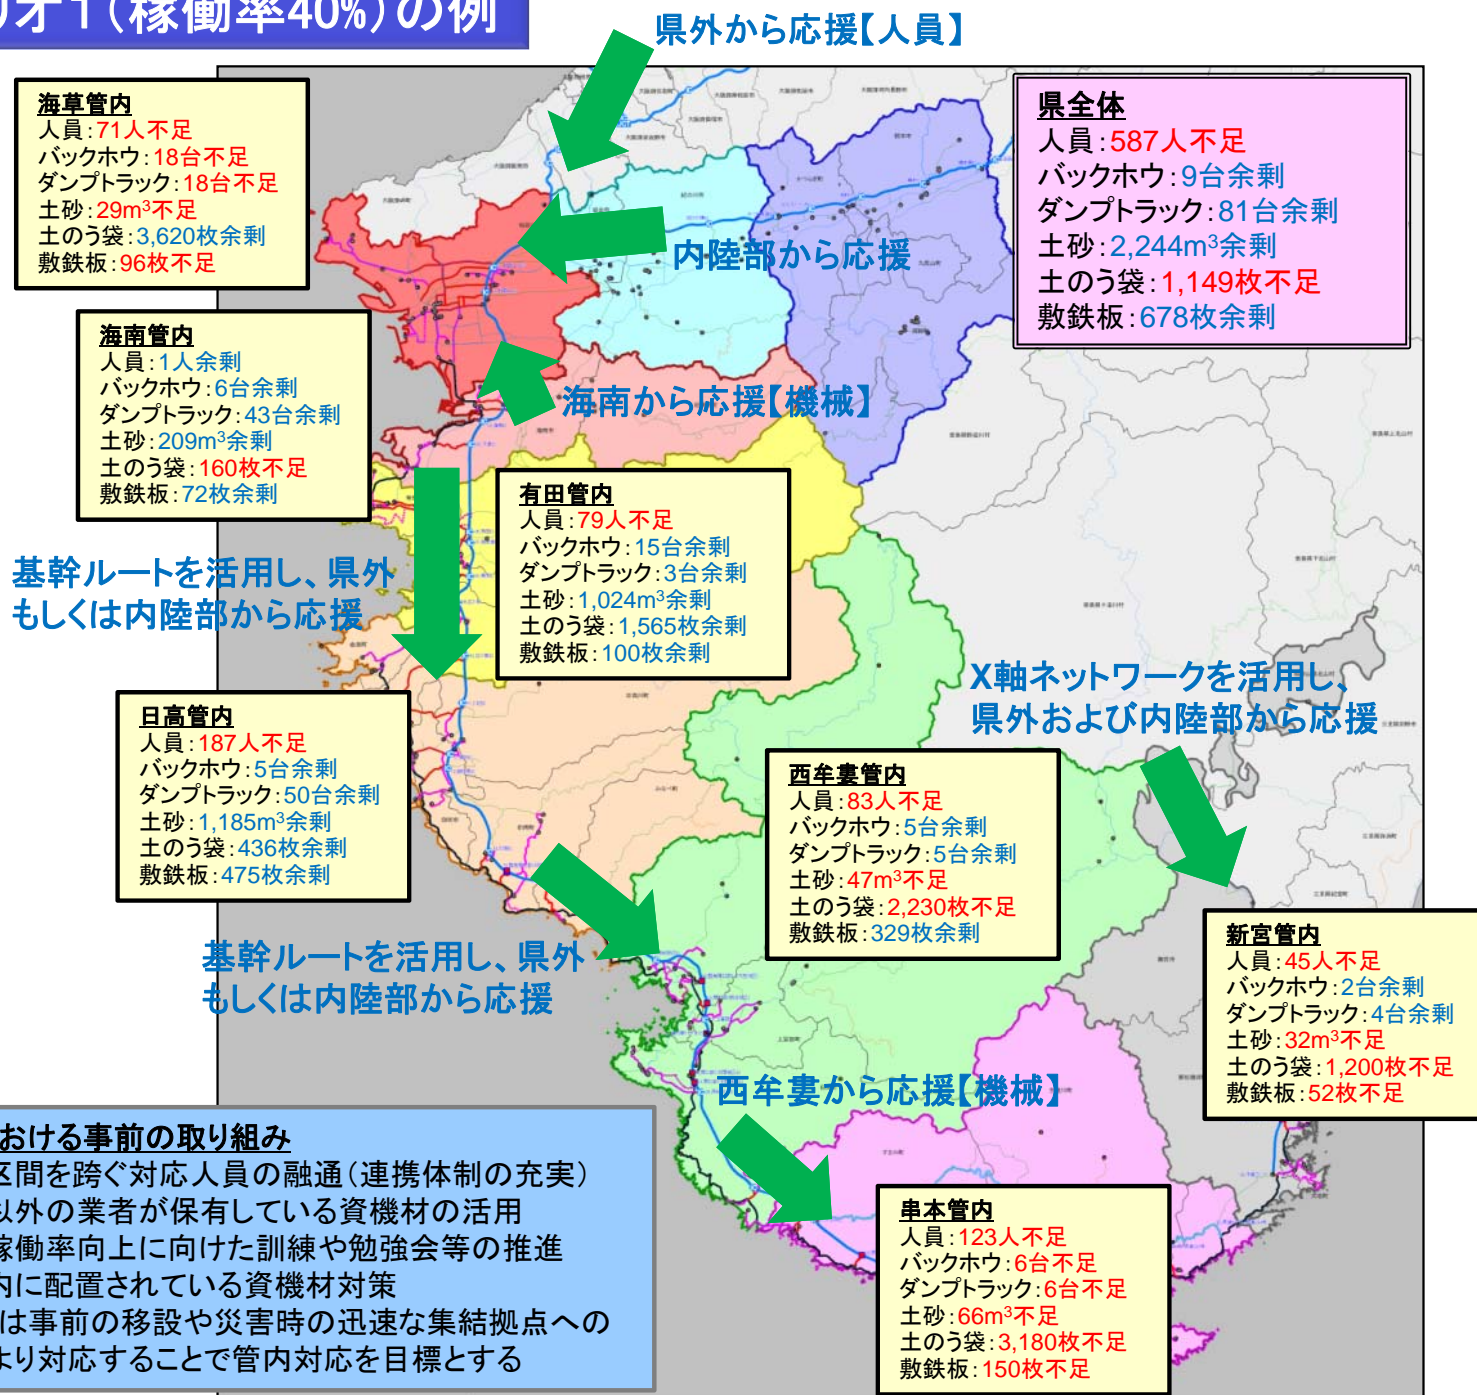 リオ1（稼働率40%）の例
県外から応援【人員】
海草管内
人員：71人不足
バックホウ：18台不足
ダンプトラック：18台不足
土砂：29m³不足
土のう袋：3,620枚余剰
敷鉄板：96枚不足
県全体
人員：587人不足
バックホウ：9台余剰
ダンプトラック：81台余剰
土砂：2,244m³余剰
土のう袋：1,149枚不足
敷鉄板：678枚余剰
内陸部から応援
海南管内
人員：1人余剰
バックホウ：6台余剰
ダンプトラック：43台余剰
土砂：209m³余剰
土のう袋：160枚不足
敷鉄板：72枚余剰
海南から応援【機械】
有田管内
人員：79人不足
バックホウ：15台余剰
ダンプトラック：3台余剰
土砂：1,024m³余剰
土のう袋：1,565枚余剰
敷鉄板：100枚余剰
基幹ルートを活用し、県外
もしくは内陸部から応援
X軸ネットワークを活用し、
県外および内陸部から応援
日高管内
人員：187人不足
バックホウ：5台余剰
ダンプトラック：50台余剰
土砂：1,185m³余剰
土のう袋：436枚余剰
敷鉄板：475枚余剰
西牟婁管内
人員：83人不足
バックホウ：5台余剰
ダンプトラック：5台余剰
土砂：47m³不足
土のう袋：2,230枚不足
敷鉄板：329枚余剰
基幹ルートを活用し、県外
もしくは内陸部から応援
新宮管内
人員：45人不足
バックホウ：2台余剰
ダンプトラック：4台余剰
土砂：32m³不足
土のう袋：1,200枚不足
敷鉄板：52枚不足
西牟婁から応援【機械】
おける事前の取り組み
区間を跨ぐ対応人員の融通（連携体制の充実）
以外の業者が保有している資機材の活用
稼働率向上に向けた訓練や勉強会等の推進
内に配置されている資機材対策
は事前の移設や災害時の迅速な集結拠点への
より対応することで管内対応を目標とする
串本管内
人員：123人不足
バックホウ：6台不足
ダンプトラック：6台不足
土砂：66m³不足
土のう袋：3,180枚不足
敷鉄板：150枚不足